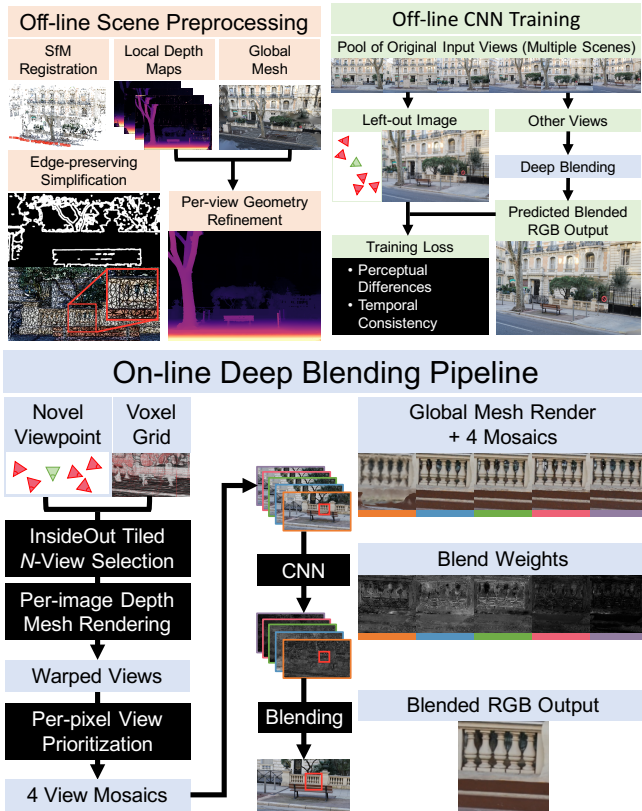 Off-line Scene Preprocessing
SfM
Registration
Local Depth
Maps
Global
Mesh
Edge-preserving
Simplification
Per-view Geometry
Refinement
Off-line CNN Training
Pool of Original Input Views (Multiple Scenes)
Left-out Image
Other Views
Deep Blending
Predicted Blended
RGB Output
Training Loss
• Perceptual
Differences
• Temporal
Consistency
On-line Deep Blending Pipeline
Novel
Viewpoint
Voxel
Grid
InsideOut Tiled
N-View Selection
Per-image Depth
Mesh Rendering
Warped Views
Per-pixel View
Prioritization
4 View Mosaics
CNN
Blending
Global Mesh Render
+ 4 Mosaics
Blend Weights
Blended RGB Output